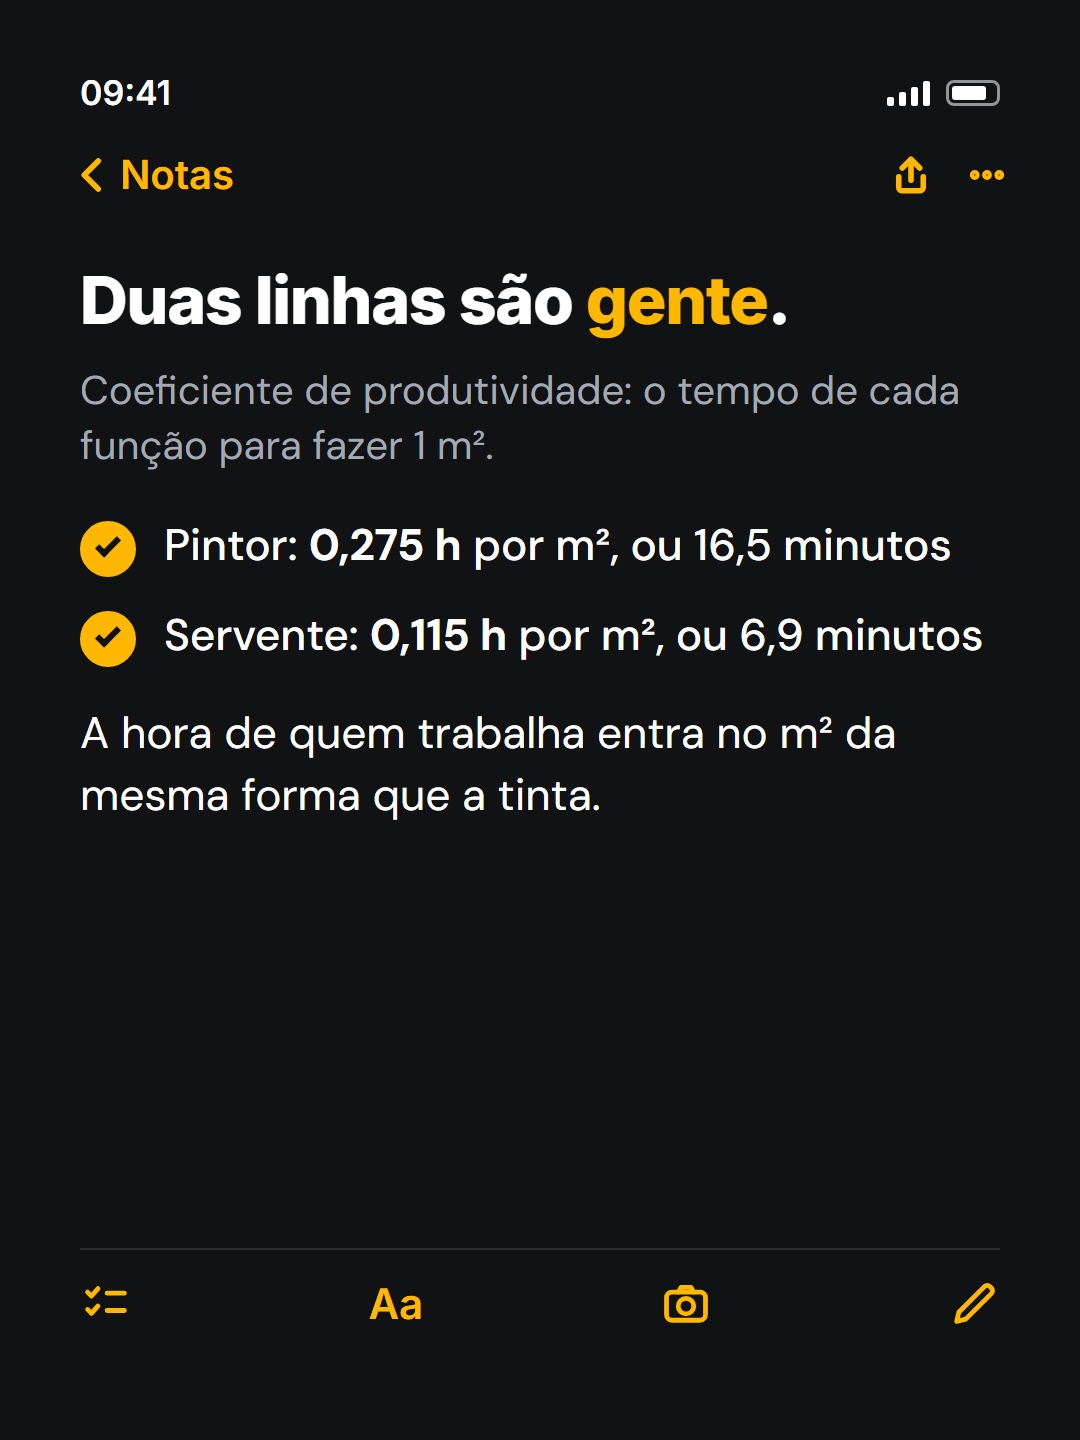 09:41
Notas
Duas linhas são gente.
Coeficiente de produtividade: o tempo de cada
função para fazer 1 m².
Pintor: 0,275 h por m², ou 16,5 minutos
Servente: 0,115 h por m², ou 6,9 minutos
A hora de quem trabalha entra no m² da
mesma forma que a tinta.
Aa